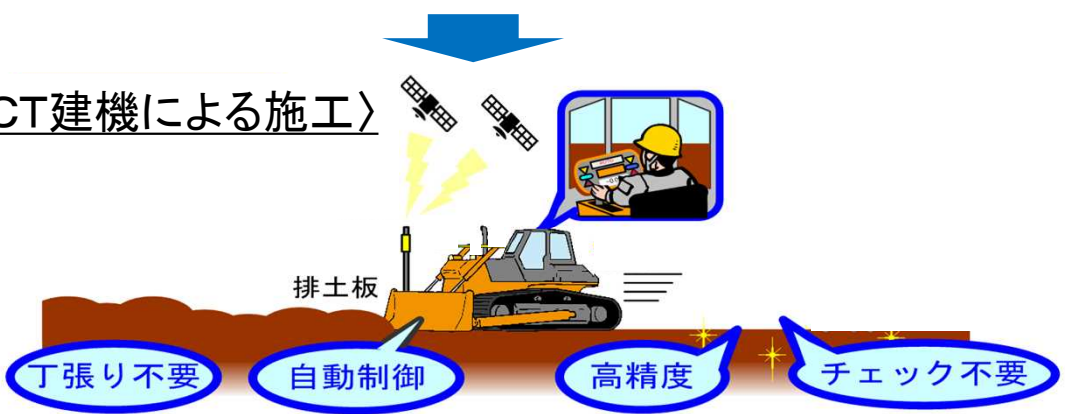 CT建機による施工〉
排土板
丁張り不要
自動制御
高精度
チェック不要